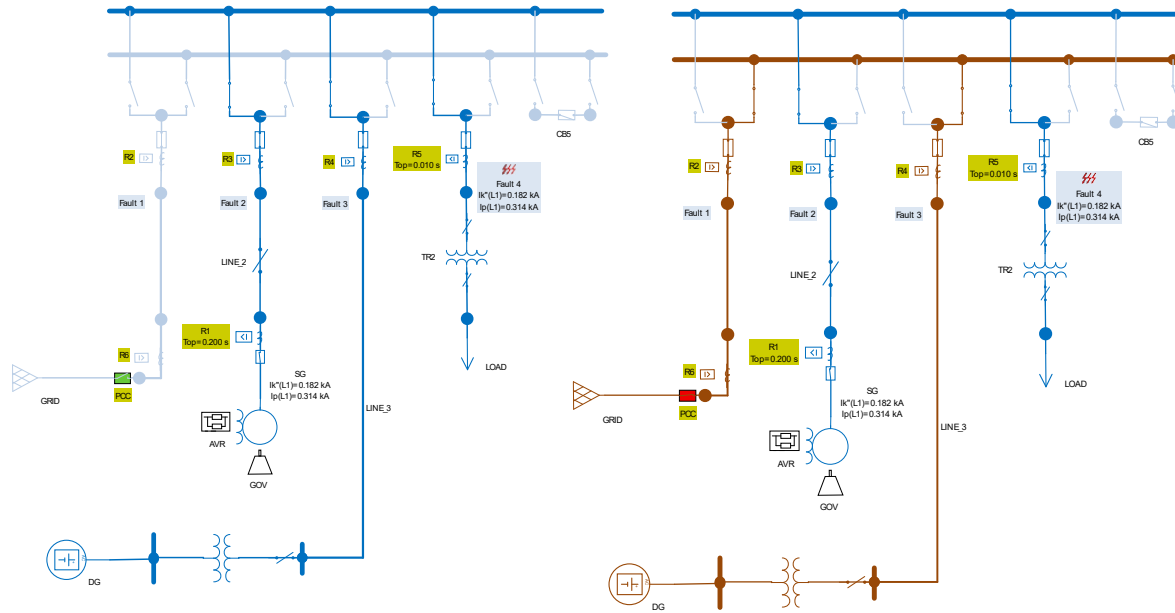 CB5
R2
R3
R4
R5
Top=0.010 s
Fault 4
Ik"(L1)=0.182 kA
Ip(L1)=0.314 kA
Fault 1
Fault 2
Fault 3
LINE_2
TR2
R1
Top=0.200 s
R6
LOAD
SG
Ik"(L1)=0.182 kA
Ip(L1)=0.314 kA
GRID
PCC
LINE_3
AVR
GOV
DG
CB5
R2
R3
R4
R5
Top=0.010 s
Fault 4
Ik"(L1)=0.182 kA
Ip(L1)=0.314 kA
Fault 1
Fault 2
Fault 3
LINE_2
TR2
R1
Top=0.200 s
R6
LOAD
SG
Ik"(L1)=0.182 kA
Ip(L1)=0.314 kA
GRID
PCC
LINE_3
AVR
GOV
DG